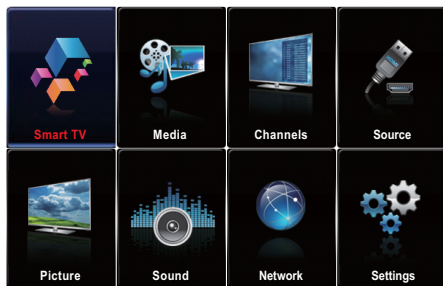 Smart TV
Media
Channels
Source
Picture
Sound
Network
Settings